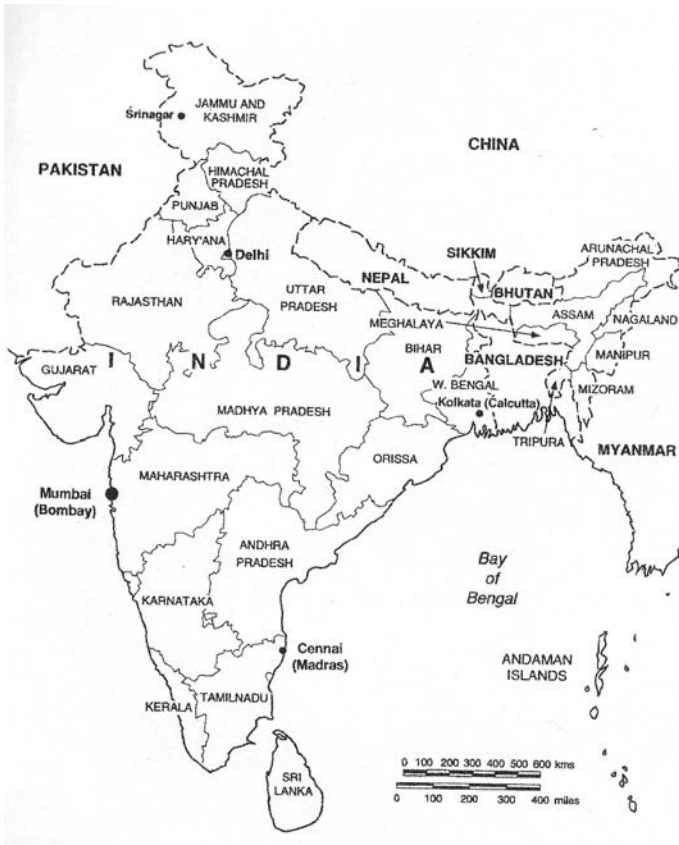 JAMMU AND
KASHMIR
Srinagar
CHINA
PAKISTAN
HIMACHAL
PRADESH
PUNJAB
HARY'ANA
Delhi
SIKKIM
ARUNACHAL
PRADESH
NEPAL
BHUTAN
UTTAR
PRADESH
RAJASTHAN
ASSAM
NAGALAND
MEGHALAYA
BIHAR
BANGLADESH
MANIPUR
I N D I A
GUJARAT
MIZORAM
W. BENGAL
Kolkata (Calcutta)
MADHYA PRADESH
TRIPURA
MYANMAR
ORISSA
MAHARASHTRA
Mumbai
(Bombay)
ANDHRA
PRADESH
Bay
of
Bengal
KARNATAKA
Cennai
(Madras)
ANDAMAN
ISLANDS
KERALA
TAMILNADU
SRI
LANKA
0 100 200 300 400 500 600 kms
0 100 200 300 400 miles